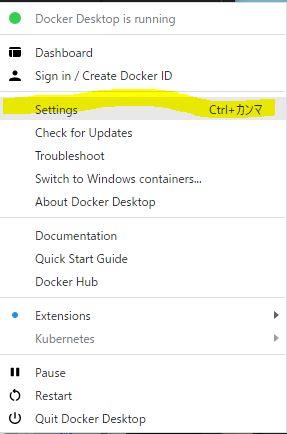 Docker Desktop is running
Dashboard
Sign in / Create Docker ID
Settings Ctrl+カンマ
Check for Updates
Troubleshoot
Switch to Windows containers...
About Docker Desktop
Documentation
Quick Start Guide
Docker Hub
Extensions
Kubernetes
Pause
Restart
Quit Docker Desktop